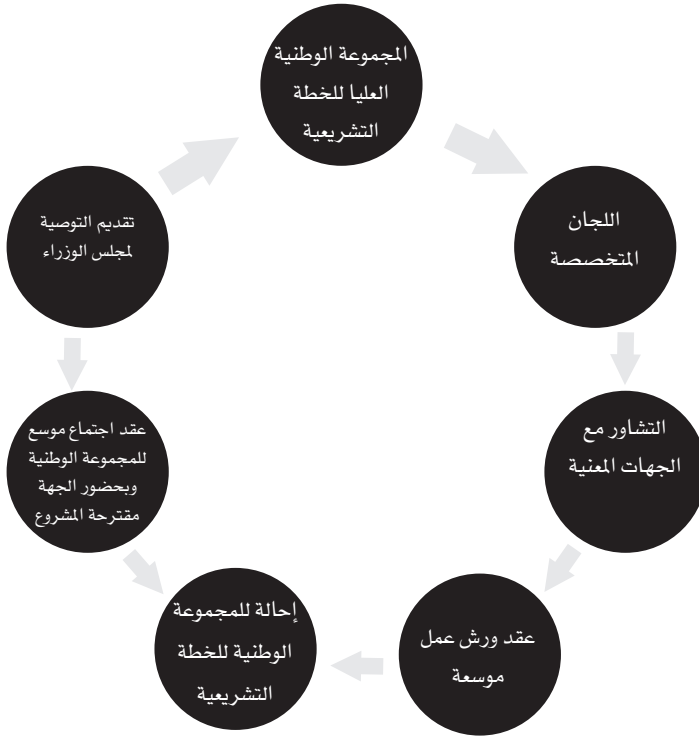 المجموعة الوطنية
العليا للخطة
التشريعية
اللجان
المتخصصة
التشاور مع
الجهات المعنية
عقد ورش عمل
موسعة
إحالة للمجموعة
الوطنية للخطة
التشريعية
عقد اجتماع موسع
للمجموعة الوطنية
وبحضور الجهة
مقترحة المشروع
تقديم التوصية
لمجلس الوزراء